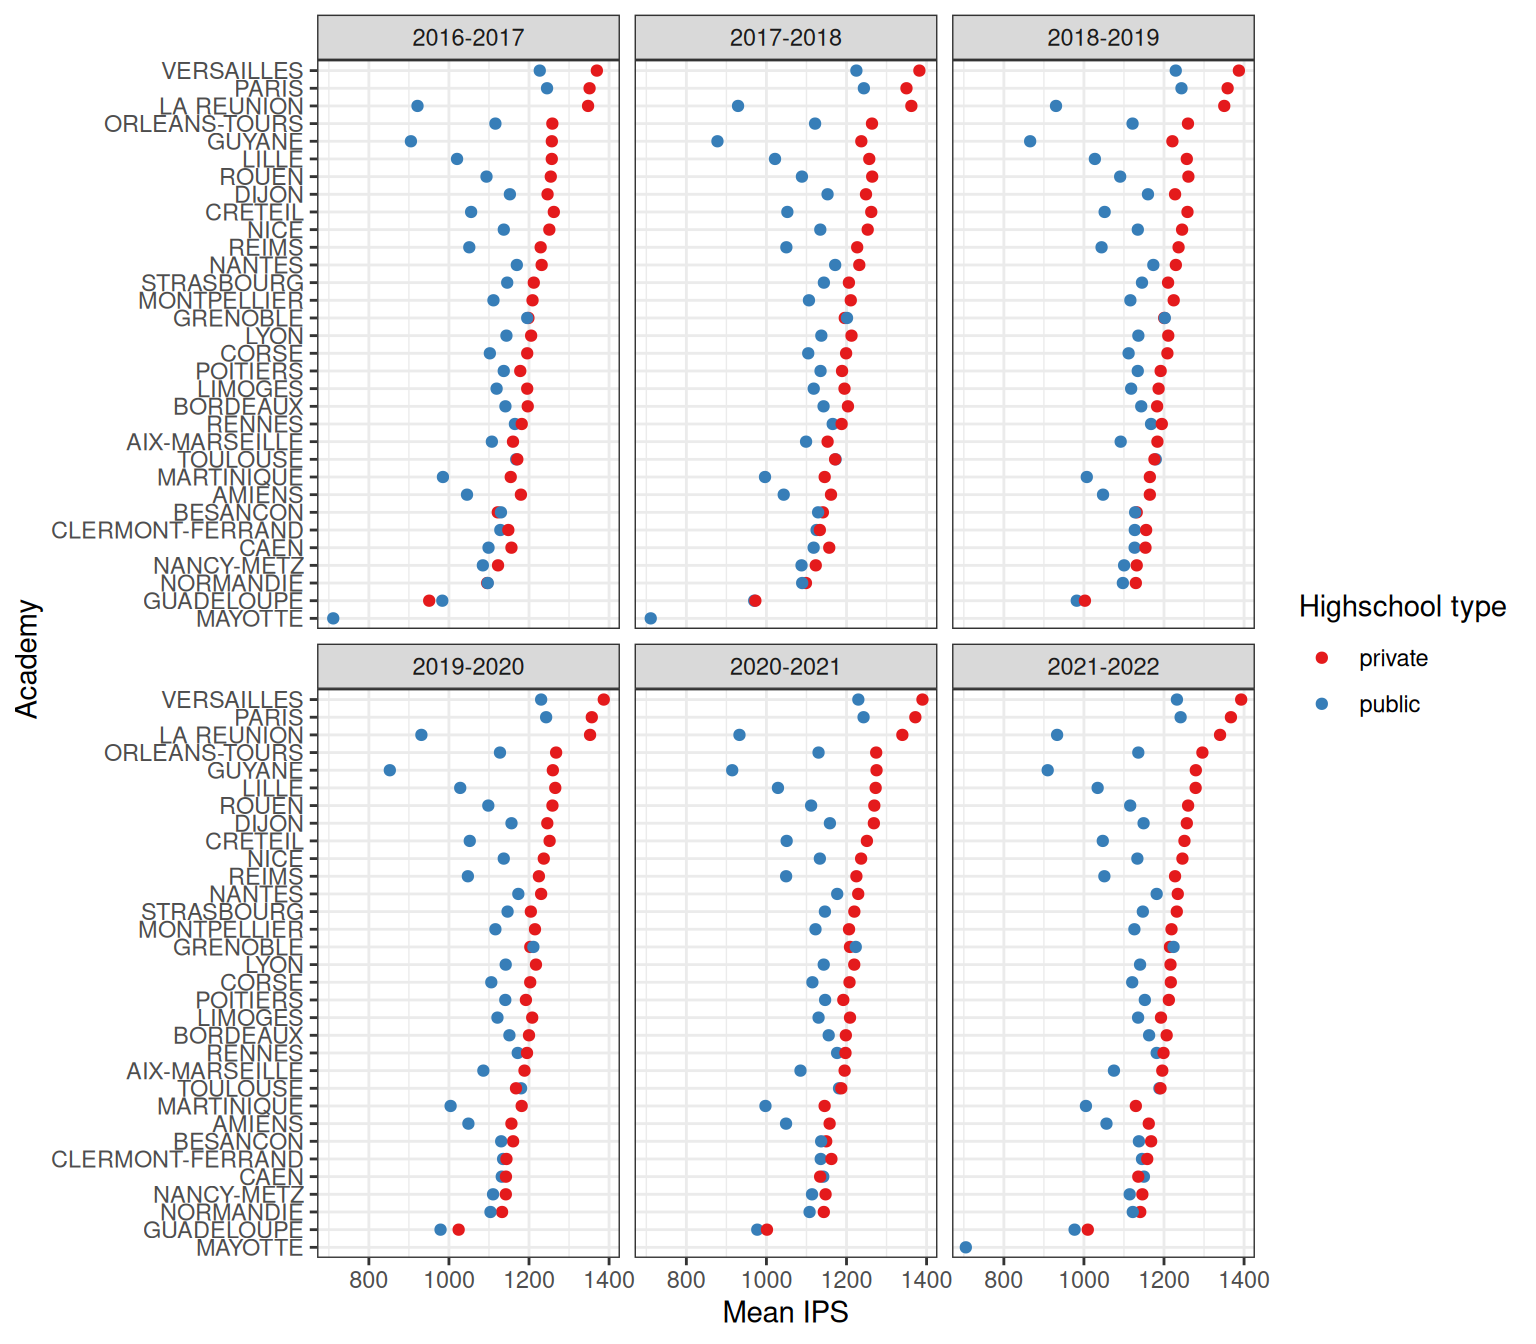 2016-2017 2017-2018 2018-2019
VERSAILLES
PARIS
LA REUNION
ORLEANS-TOURS
GUYANE
LILLE
ROUEN
DIJON
CRETEIL
NICE
REIMS
NANTES
STRASBOURG
MONTPELLIER
GRENOBLE
LYON
CORSE
POITIERS
LIMOGES
BORDEAUX
RENNES
AIX-MARSEILLE
TOULOUSE
MARTINIQUE
AMIENS
BESANCON
CLERMONT-FERRAND
CAEN
NANCY-METZ
NORMANDIE
GUADELOUPE
MAYOTTE
Academy
2019-2020 2020-2021 2021-2022
VERSAILLES
PARIS
LA REUNION
ORLEANS-TOURS
GUYANE
LILLE
ROUEN
DIJON
CRETEIL
NICE
REIMS
NANTES
STRASBOURG
MONTPELLIER
GRENOBLE
LYON
CORSE
POITIERS
LIMOGES
BORDEAUX
RENNES
AIX-MARSEILLE
TOULOUSE
MARTINIQUE
AMIENS
BESANCON
CLERMONT-FERRAND
CAEN
NANCY-METZ
NORMANDIE
GUADELOUPE
MAYOTTE
800 1000 1200 1400 800 1000 1200 1400 800 1000 1200 1400
Mean IPS
Highschool type
private
public